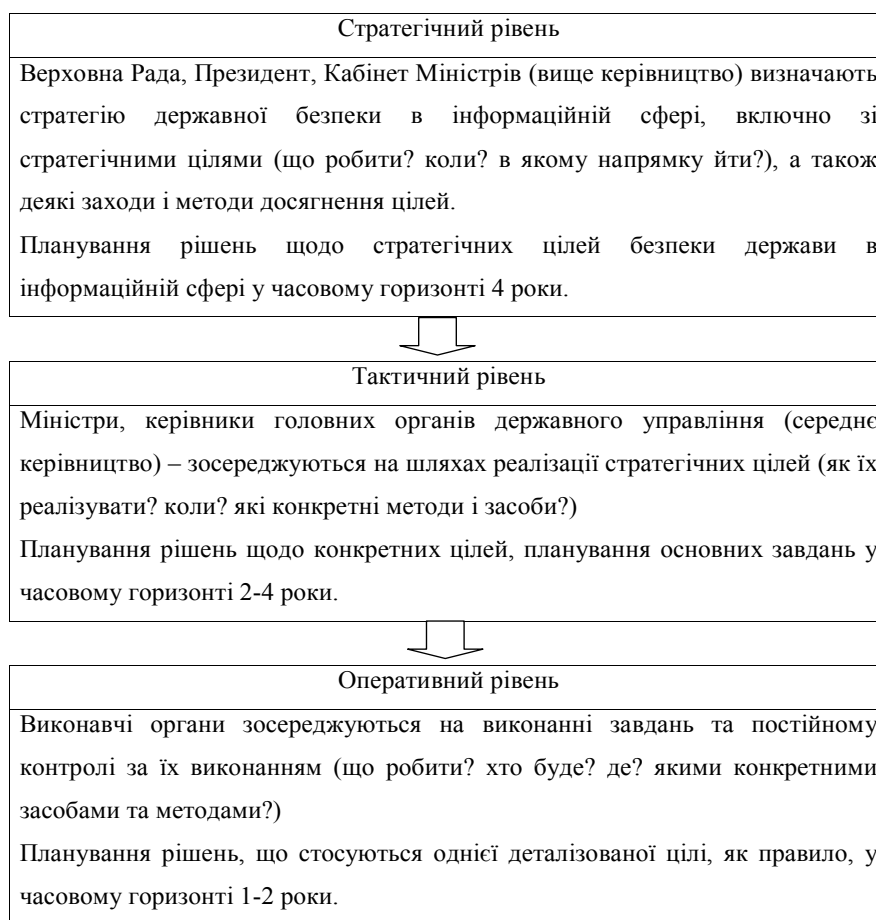 Стратегічний рівень
Верховна Рада, Президент, Кабінет Міністрів (вище керівництво) визначають
стратегію державної безпеки в інформаційній сфері, включно зі
стратегічними цілями (що робити? коли? в якому напрямку йти?), а також
деякі заходи і методи досягнення цілей.
Планування рішень щодо стратегічних цілей безпеки держави в
інформаційній сфері у часовому горизонті 4 роки.
Тактичний рівень
Міністри, керівники головних органів державного управління (середнє
керівництво) – зосереджуються на шляхах реалізації стратегічних цілей (як їх
реалізувати? коли? які конкретні методи і засоби?)
Планування рішень щодо конкретних цілей, планування основних завдань у
часовому горизонті 2-4 роки.
Оперативний рівень
Виконавчі органи зосереджуються на виконанні завдань та постійному
контролі за їх виконанням (що робити? хто буде? де? якими конкретними
засобами та методами?)
Планування рішень, що стосуються однієї деталізованої цілі, як правило, у
часовому горизонті 1-2 роки.